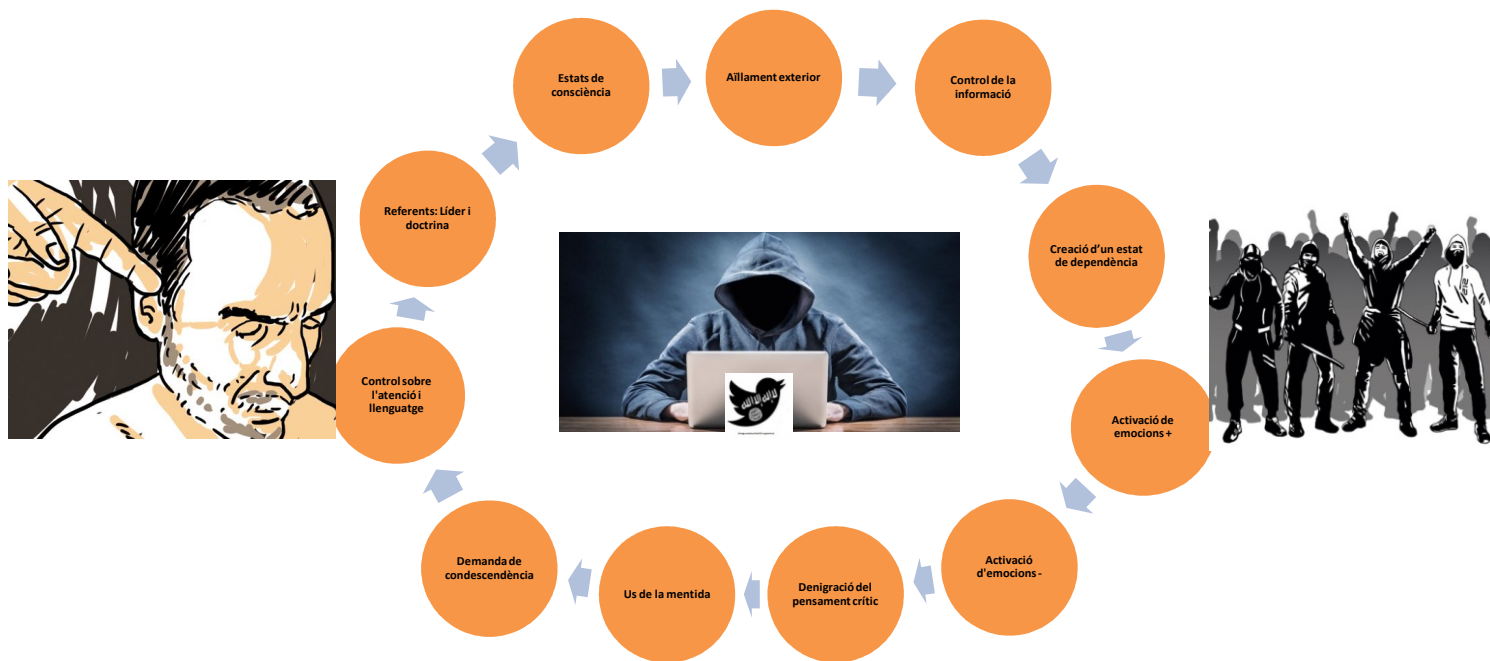 Estats de
consciència
Aïllament exterior
Control de la
informació
Creació d'un estat
de dependència
Activació de
emocions +
Activació
d'emocions -
Denigració del
pensament crític
Us de la mentida
Demanda de
condescendència
Control sobre
l'atenció i
llenguatge
Referents: Líder i
doctrina